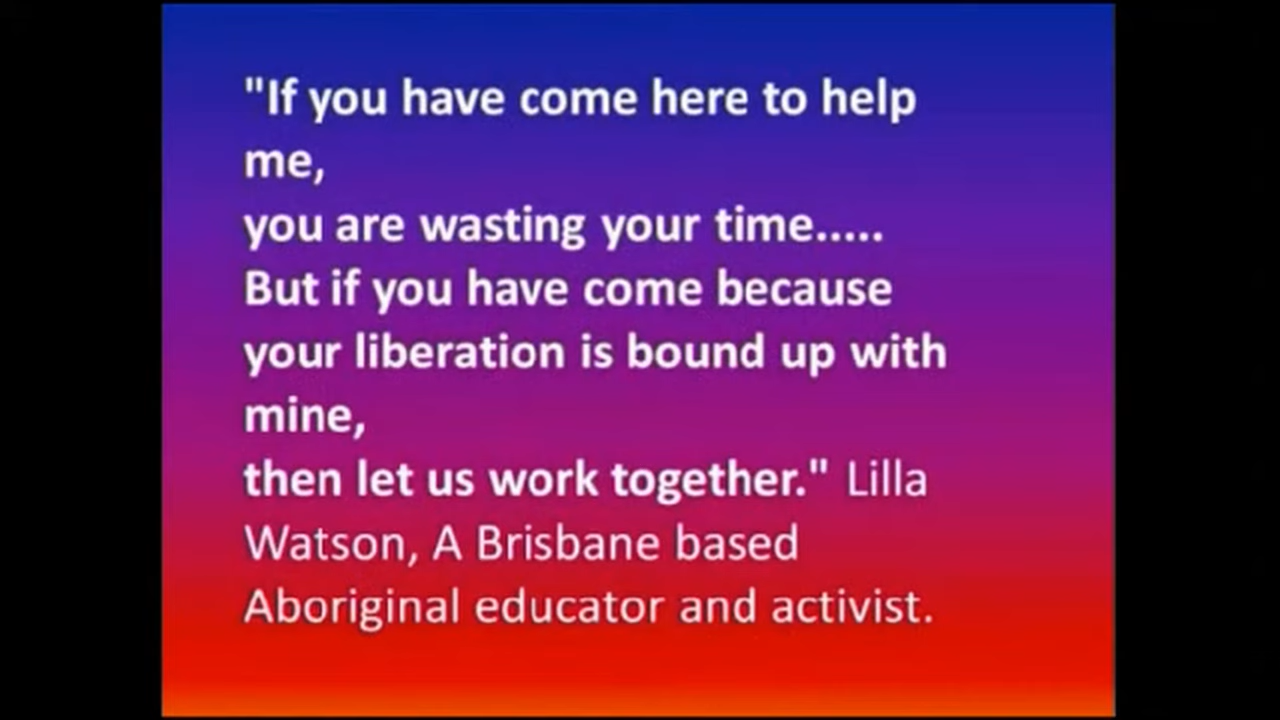 "If you have come here to help
me,
you are wasting your time.....
But if you have come because
your liberation is bound up with
mine,
then let us work together." Lilla
Watson, A Brisbane based
Aboriginal educator and activist.